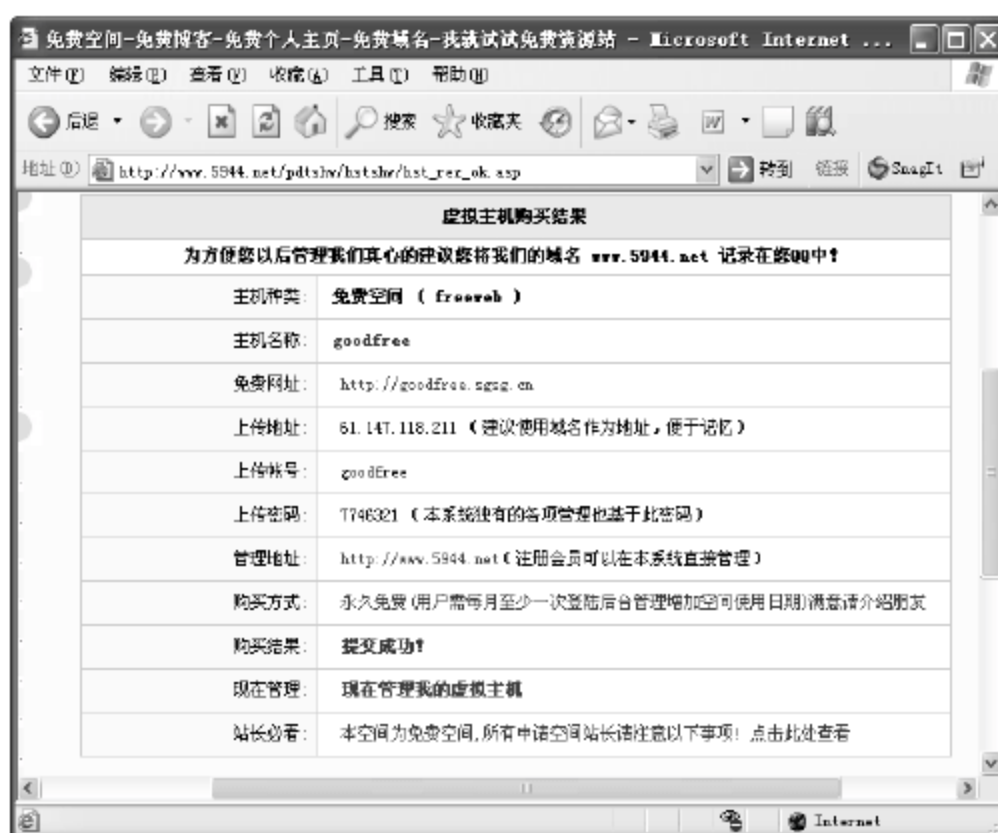 免费空间-免费博客-免费个人主页-免费域名-我就试试免费资源站 - Microsoft Internet ...
文件(F) 编辑(E) 查看(V) 收藏(A) 工具(T) 帮助(H)
后退 搜索 收藏夹
地址(D) http://www.5944.net/pdtshw/hstshw/hst_rer_ok.asp 转到 链接 SnagIt
虚拟主机购买结果
为方便您以后管理我们真心的建议您将我们的域名 www.5944.net 记录在您QQ中!
主机种类: 免费空间 ( freeweb )
主机名称: goodfree
免费网址: http://goodfree.sgsg.cn
上传地址: 61.147.118.211 (建议使用域名作为地址,便于记忆)
上传帐号: goodfree
上传密码: 7746321 (本系统独有的各项管理也基于此密码)
管理地址: http://www.5944.net(注册会员可以在本系统直接管理)
购买方式: 永久免费(用户需每月至少一次登陆后台管理增加空间使用日期)满意请介绍朋友
购买结果: 提交成功!
现在管理: 现在管理我的虚拟主机
站长必看: 本空间为免费空间,所有申请空间站长请注意以下事项! 点击此处查看
Internet